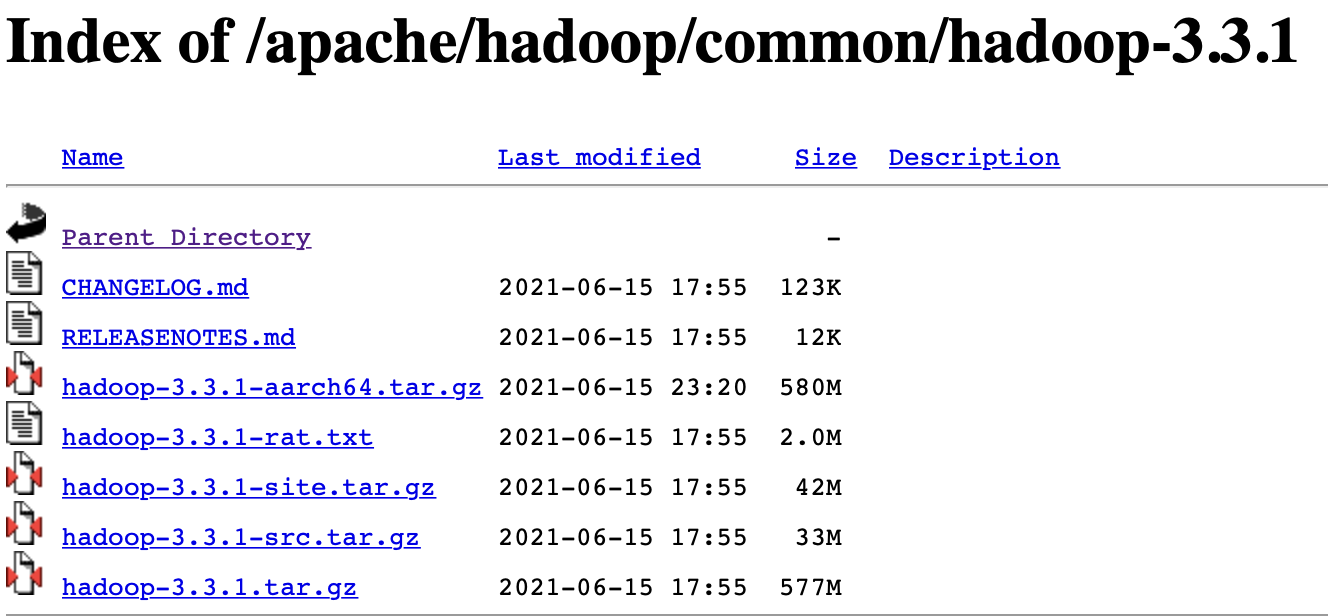 Index of /apache/hadoop/common/hadoop-3.3.1
Name Last modified Size Description
Parent Directory -
CHANGELOG.md 2021-06-15 17:55 123K
RELEASENOTES.md 2021-06-15 17:55 12K
hadoop-3.3.1-aarch64.tar.gz 2021-06-15 23:20 580M
hadoop-3.3.1-rat.txt 2021-06-15 17:55 2.0M
hadoop-3.3.1-site.tar.gz 2021-06-15 17:55 42M
hadoop-3.3.1-src.tar.gz 2021-06-15 17:55 33M
hadoop-3.3.1.tar.gz 2021-06-15 17:55 577M